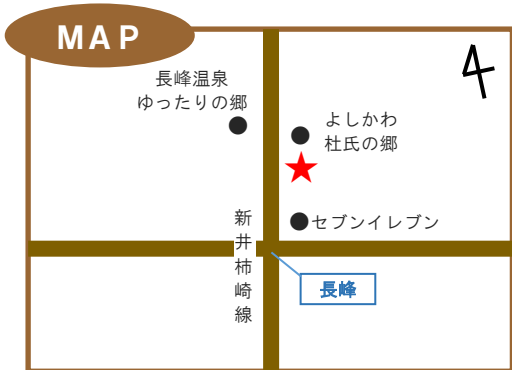 MAP
長峰温泉
ゆったりの郷
よしかわ
杜氏の郷
セブンイレブン
新井柿崎線
長峰